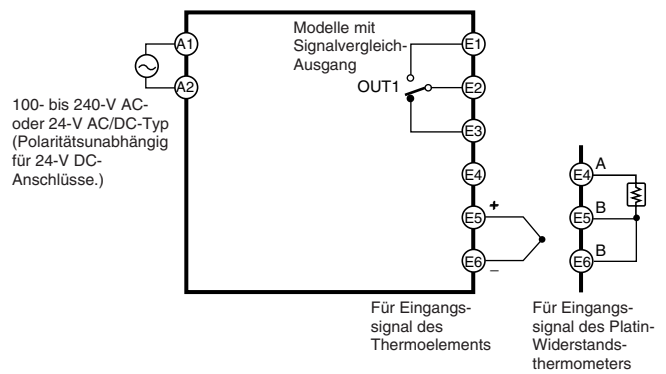 Modelle mit
Signalvergleich-
Ausgang
A1
E1
OUT1
E2
A2
100- bis 240-V AC-
oder 24-V AC/DC-Typ
(Polaritätsunabhängig
für 24-V DC-
Anschlüsse.)
E3
E4
E5
+
E6
–
E4
A
E5
B
E6
B
Für Eingangs-
signal des
Thermoelements
Für Eingangs-
signal des Platin-
Widerstands-
thermometers